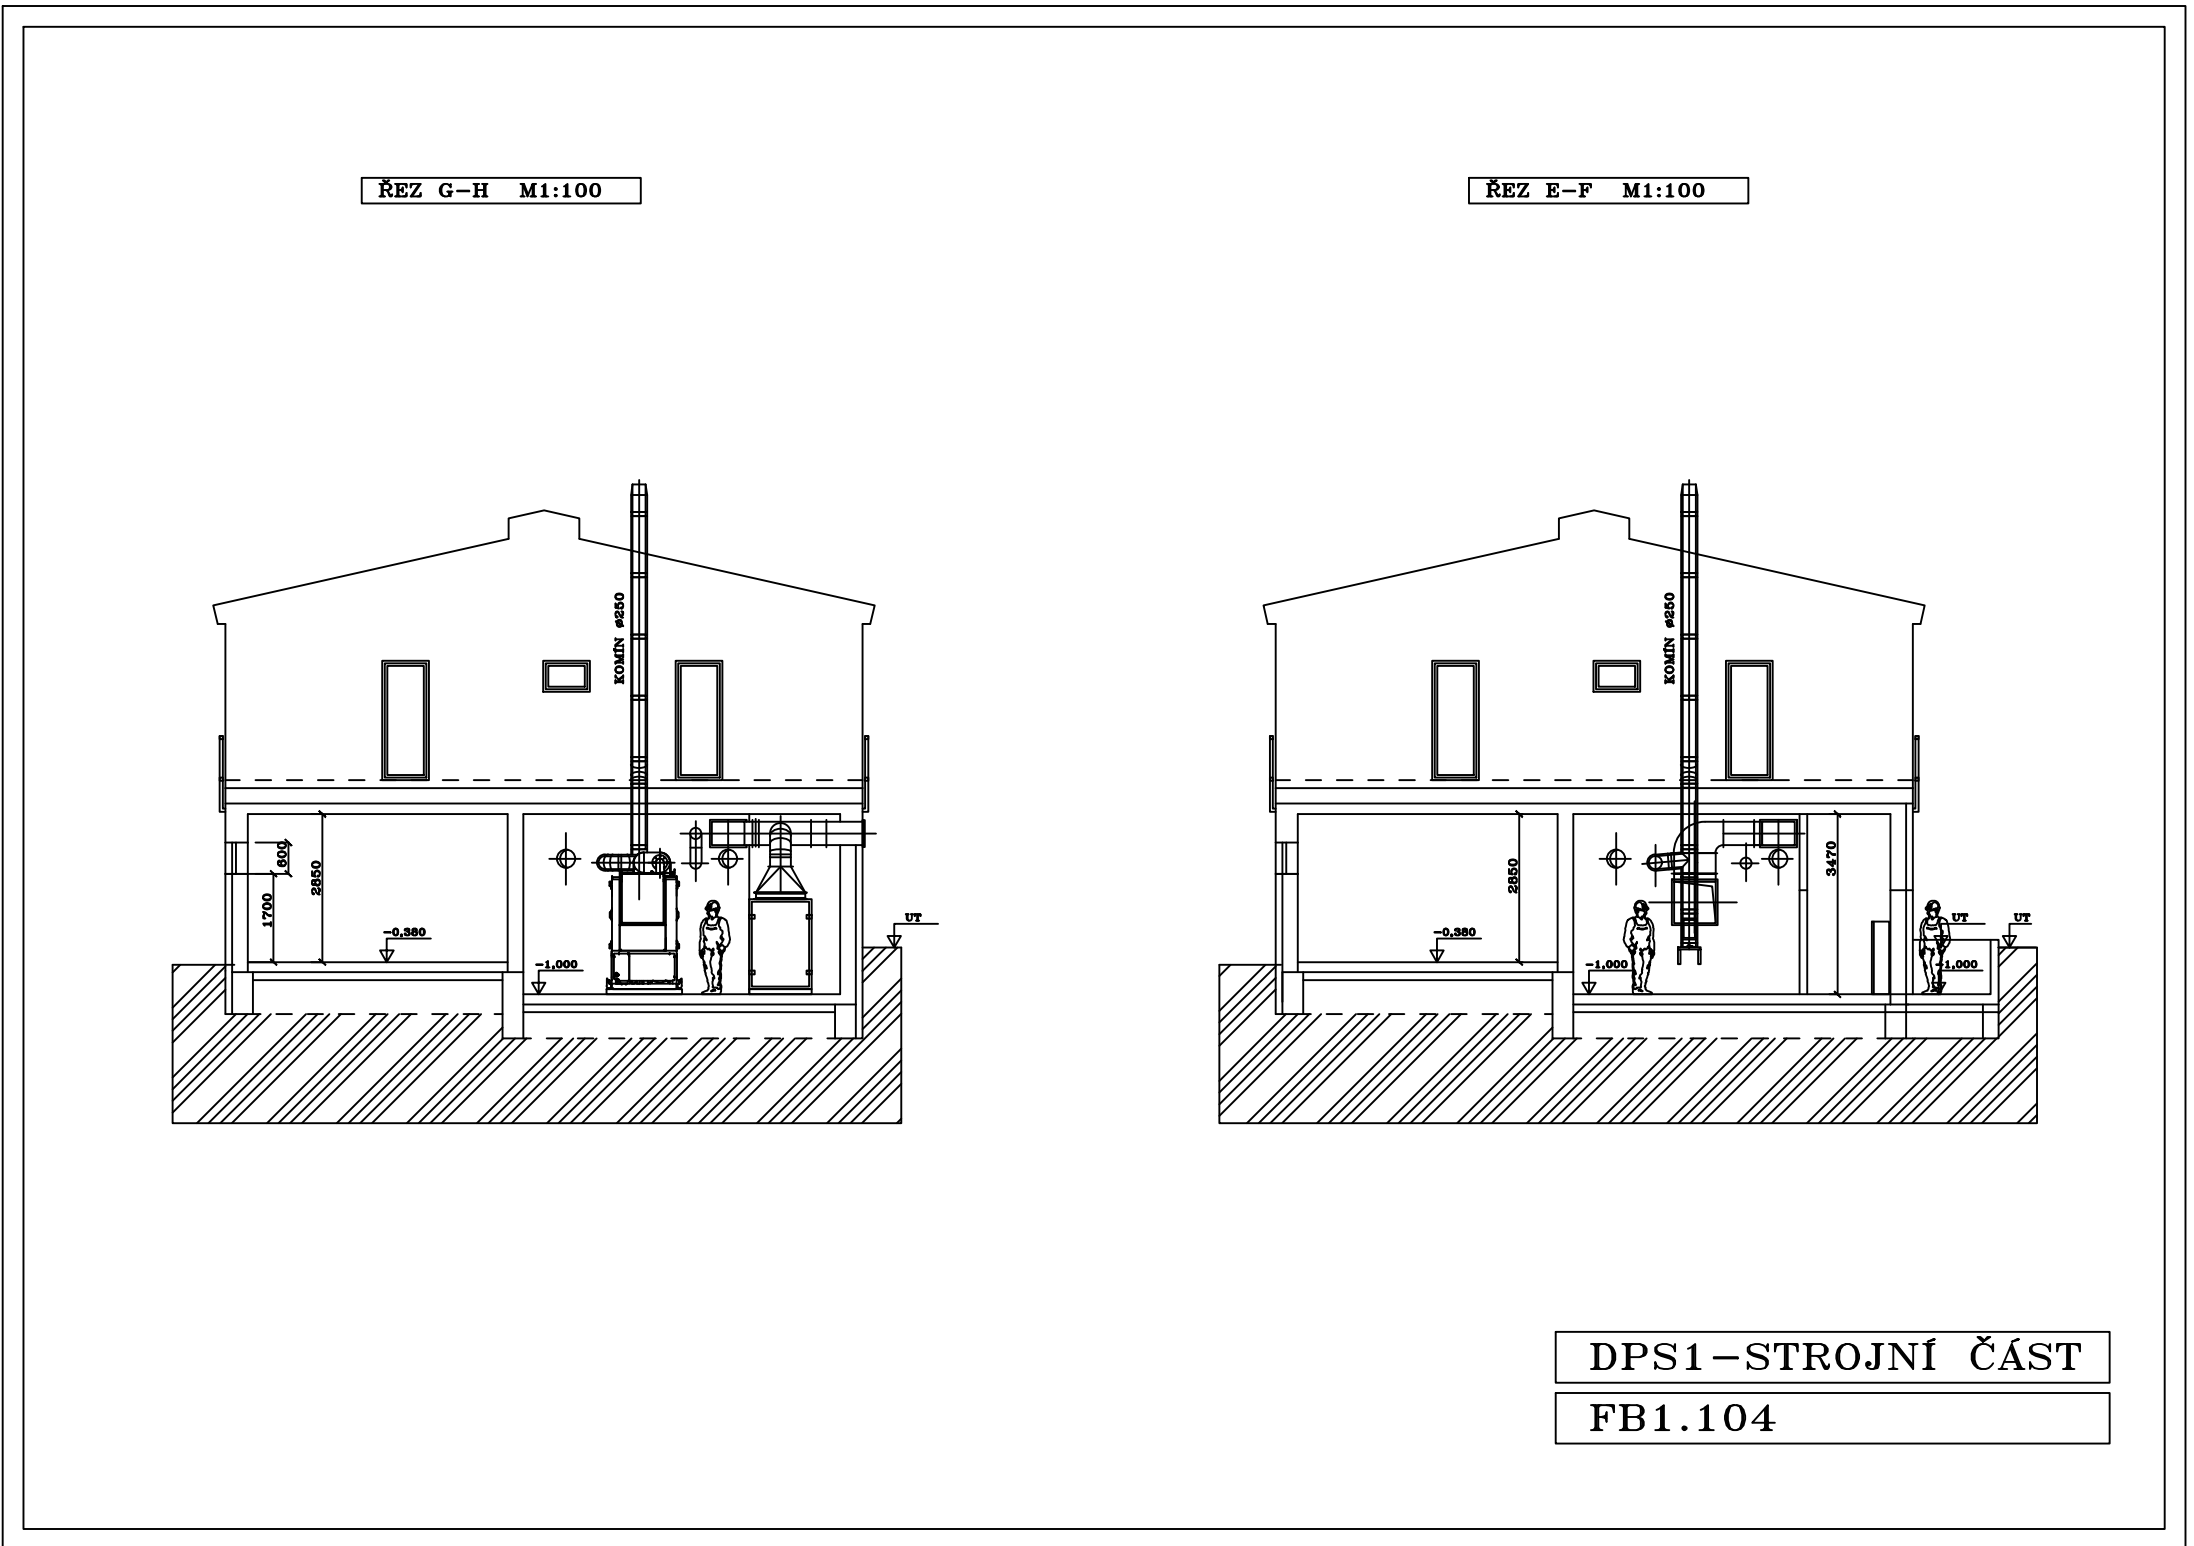 ŘEZ G-H M1:100
ŘEZ E-F M1:100
KOMÍN ø250
600
2850
1700
-0,380
-1,000
UT
KOMÍN ø250
2850
3470
-0,380
-1,000
UT
UT
-1,000
DPS1-STROJNÍ ČÁST
FB1.104